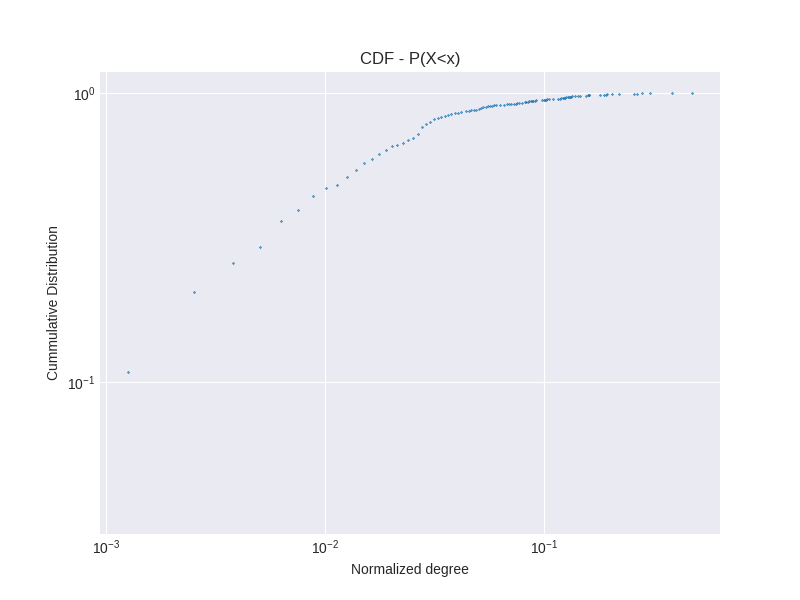 CDF - P(X<x)
10⁰
10⁻¹
Cummulative Distribution
10⁻³
10⁻²
10⁻¹
Normalized degree